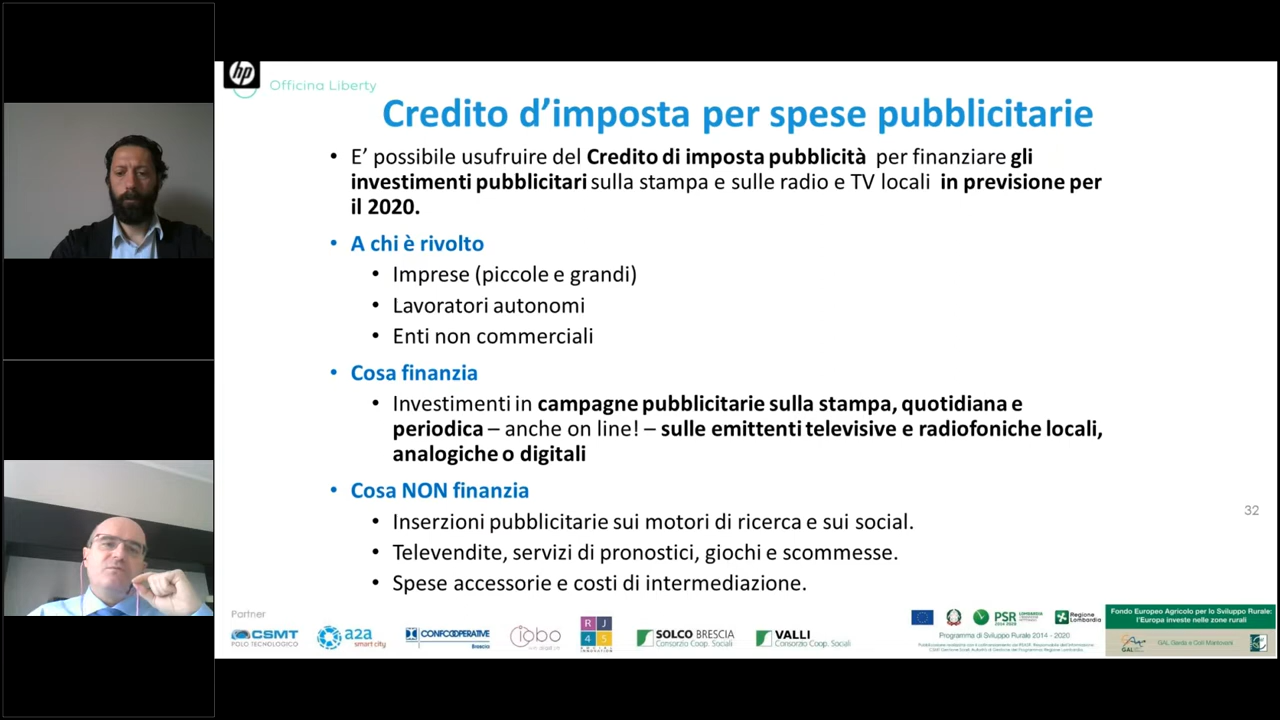 hp
Officina Liberty
Credito d’imposta per spese pubblicitarie
• E’ possibile usufruire del Credito di imposta pubblicità per finanziare gli
investimenti pubblicitari sulla stampa e sulle radio e TV locali in previsione per
il 2020.
• A chi è rivolto
• Imprese (piccole e grandi)
• Lavoratori autonomi
• Enti non commerciali
• Cosa finanzia
• Investimenti in campagne pubblicitarie sulla stampa, quotidiana e
periodica – anche on line! – sulle emittenti televisive e radiofoniche locali,
analogiche o digitali
• Cosa NON finanzia
• Inserzioni pubblicitarie sui motori di ricerca e sui social.
• Televendite, servizi di pronostici, giochi e scommesse.
• Spese accessorie e costi di intermediazione.
32
Partner
CSMT
POLO TECNOLOGICO
a2a
smart city
CONFCOOPERATIVE
Brescia
RJ
45
SOLCO BRESCIA
Consorzio Coop. Sociali
VALLI
Consorzio Coop. Sociali
PSR
2014 2020
Regione
Lombardia
Programma di Sviluppo Rurale 2014 - 2020
Fondo Europeo Agricolo per lo Sviluppo Rurale:
l’Europa investe nelle zone rurali
GAL
GAL Garda e Colli Mantovani